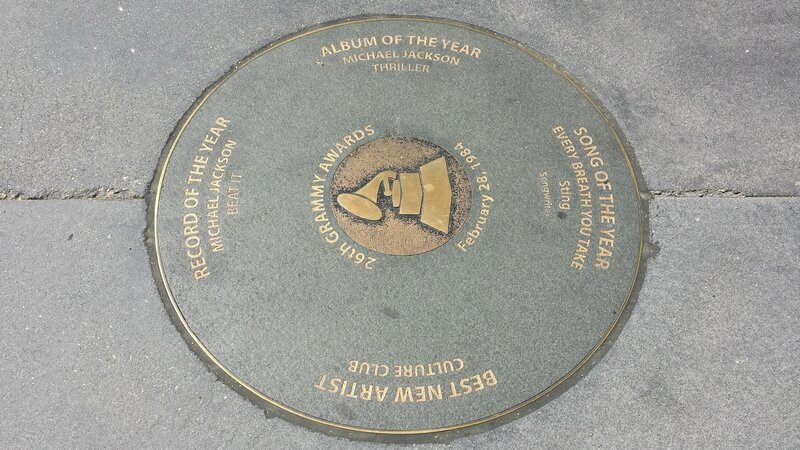 ALBUM OF THE YEAR
MICHAEL JACKSON
THRILLER
SONG OF THE YEAR
EVERY BREATH YOU TAKE
Sting
Songwriter
BEST NEW ARTIST
CULTURE CLUB
RECORD OF THE YEAR
MICHAEL JACKSON
BEAT IT
26th GRAMMY AWARDS
February 28, 1984